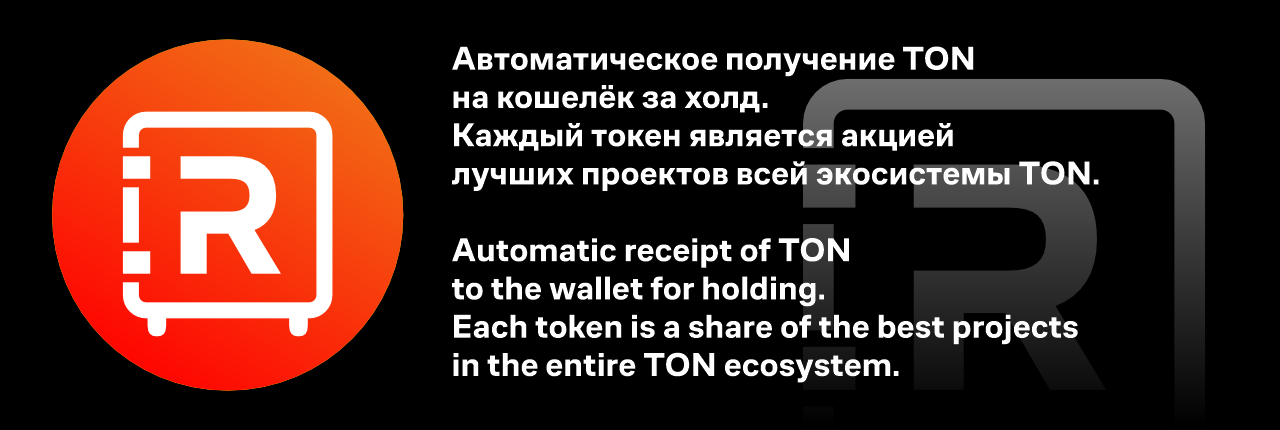 R
Автоматическое получение TON
на кошелёк за холд.
Каждый токен является акцией
лучших проектов всей экосистемы TON.
Automatic receipt of TON
to the wallet for holding.
Each token is a share of the best projects
in the entire TON ecosystem.
R